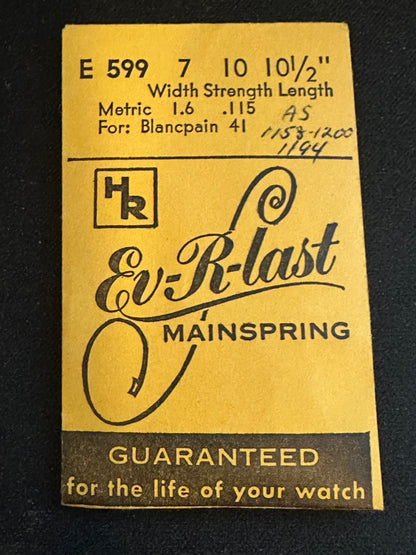 E 599 7 10 10½"
Width Strength Length
Metric 1.6 .115 AS
For: Blancpain 41 1158-1200
1194
HR
Ev-R-last
MAINSPRING
GUARANTEED
for the life of your watch